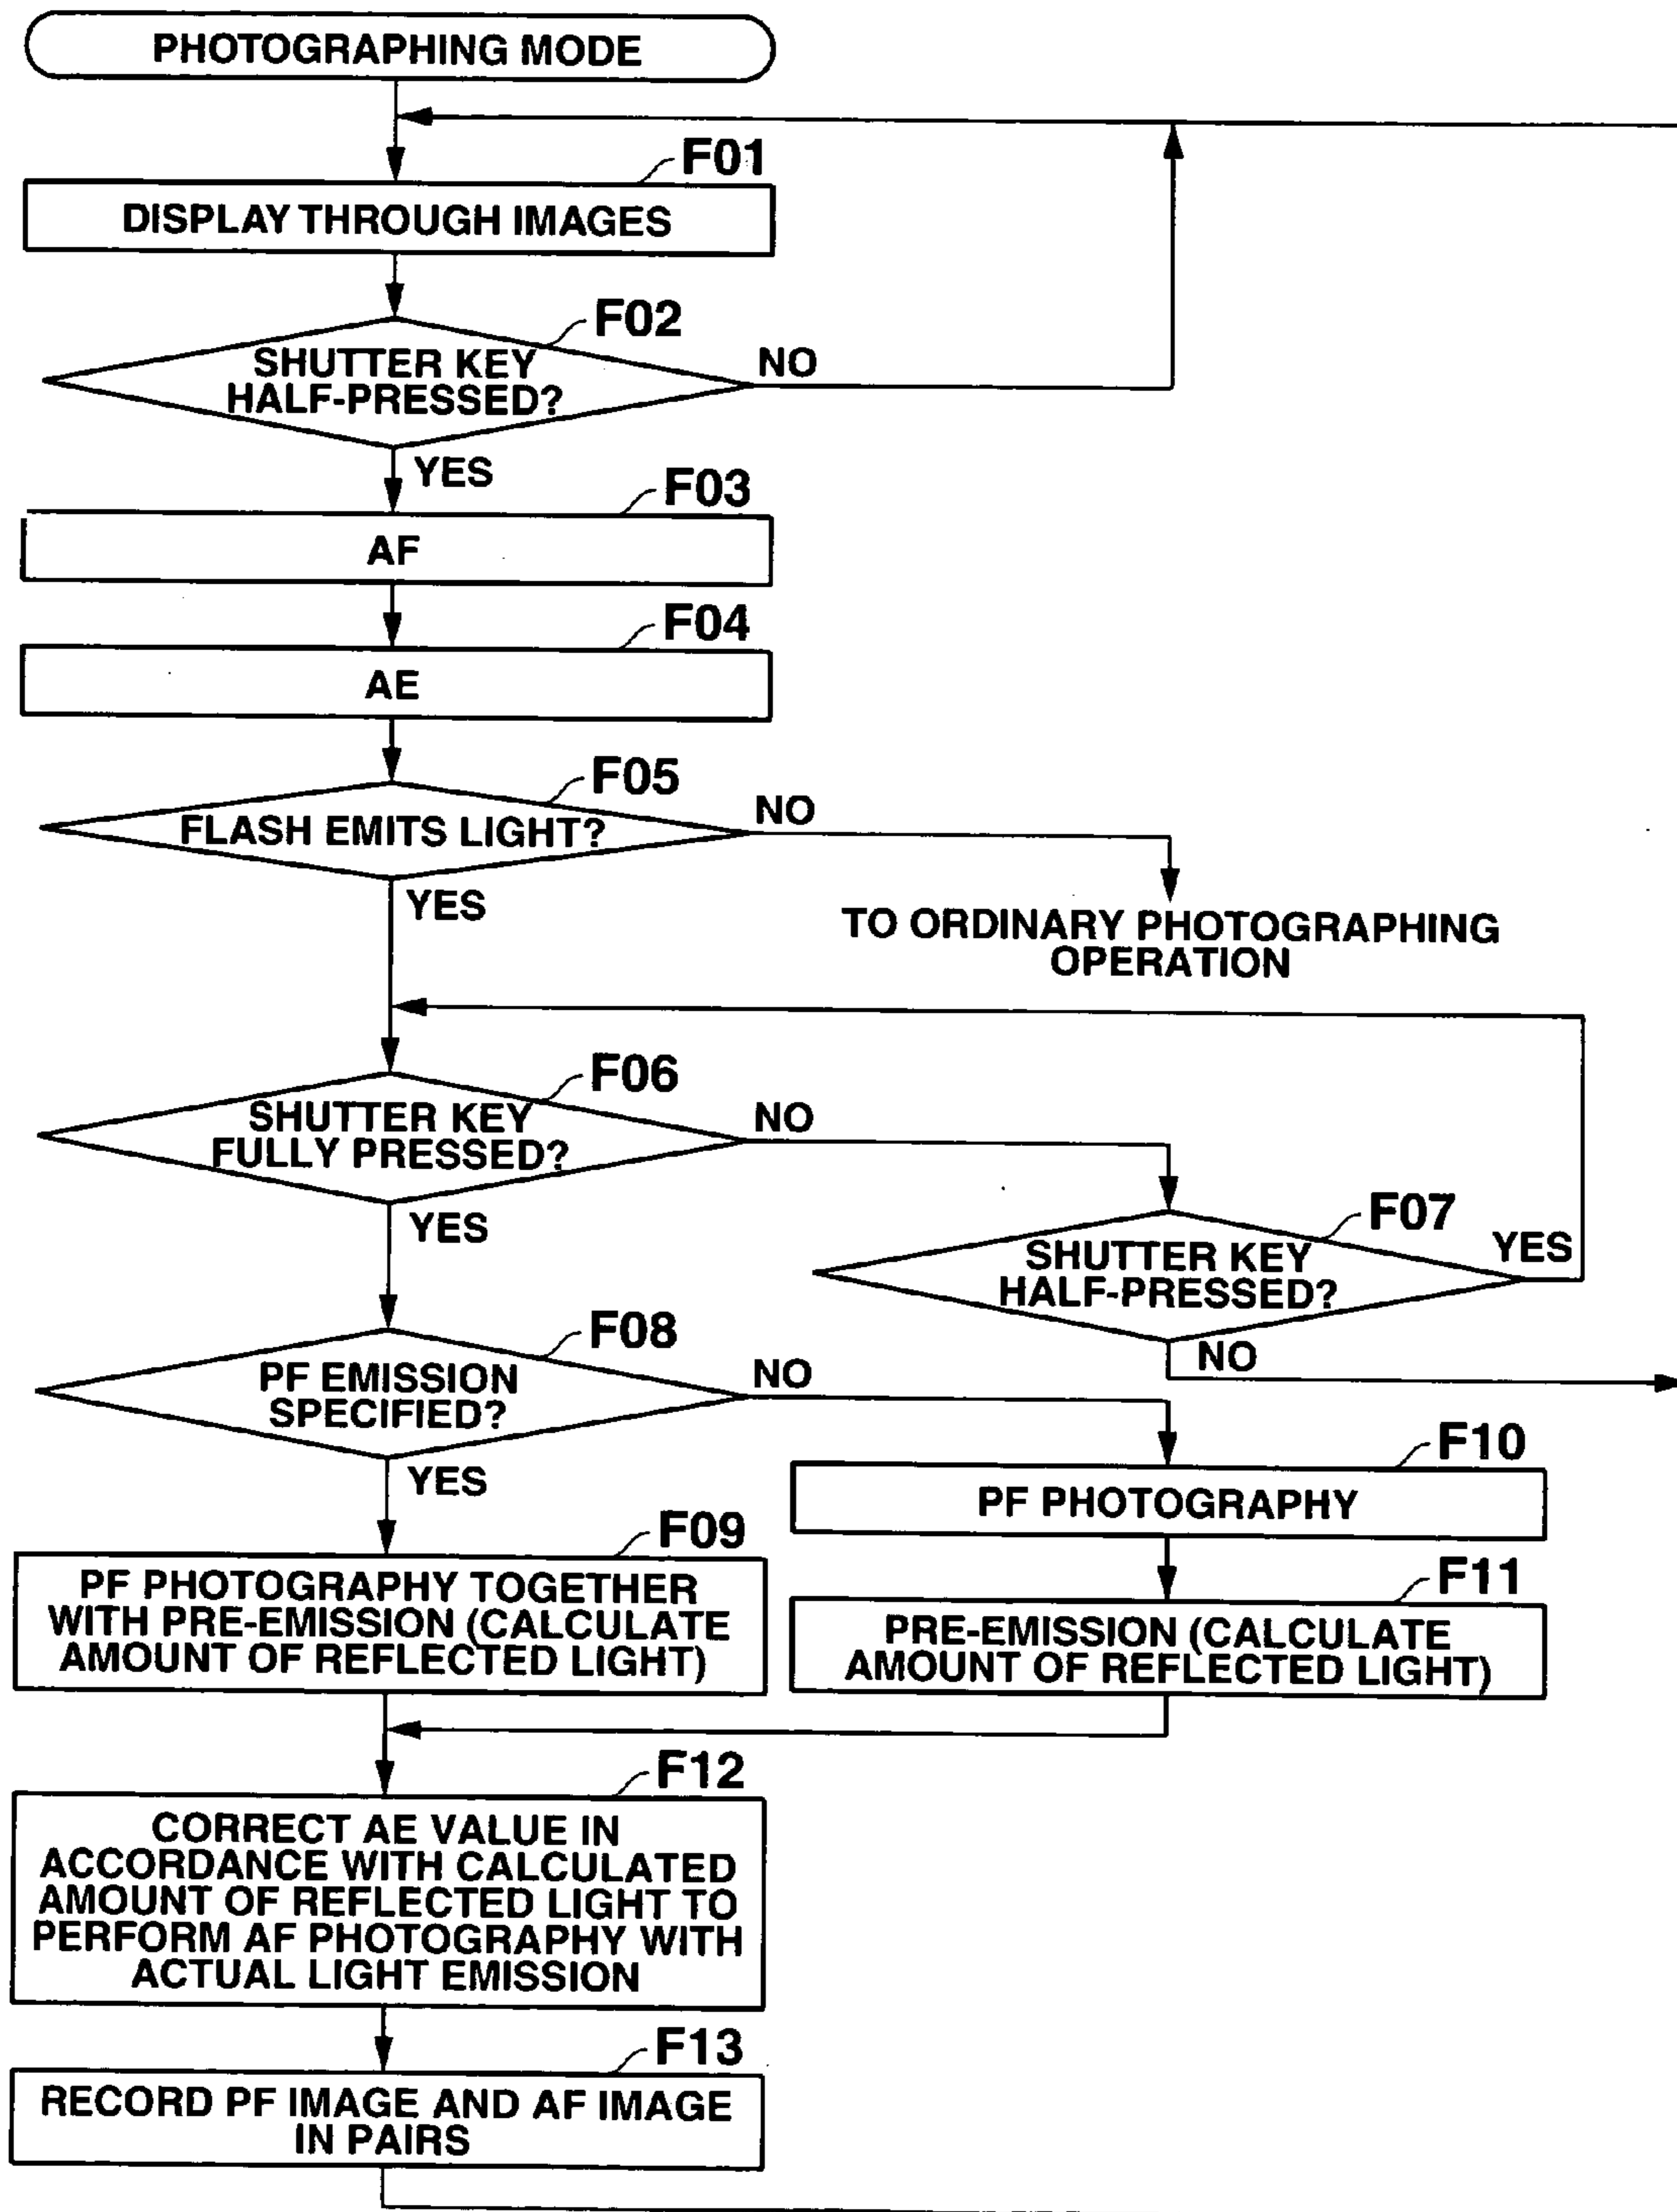 PHOTOGRAPHING MODE
F01
DISPLAY THROUGH IMAGES
F02
SHUTTER KEY
HALF-PRESSED?
NO
YES
F03
AF
F04
AE
F05
FLASH EMITS LIGHT?
NO
YES
TO ORDINARY PHOTOGRAPHING
OPERATION
F06
SHUTTER KEY
FULLY PRESSED?
NO
YES
F07
SHUTTER KEY
HALF-PRESSED?
YES
NO
F08
PF EMISSION
SPECIFIED?
NO
YES
F10
PF PHOTOGRAPHY
F09
PF PHOTOGRAPHY TOGETHER
WITH PRE-EMISSION (CALCULATE
AMOUNT OF REFLECTED LIGHT)
F11
PRE-EMISSION (CALCULATE
AMOUNT OF REFLECTED LIGHT)
F12
CORRECT AE VALUE IN
ACCORDANCE WITH CALCULATED
AMOUNT OF REFLECTED LIGHT TO
PERFORM AF PHOTOGRAPHY WITH
ACTUAL LIGHT EMISSION
F13
RECORD PF IMAGE AND AF IMAGE
IN PAIRS